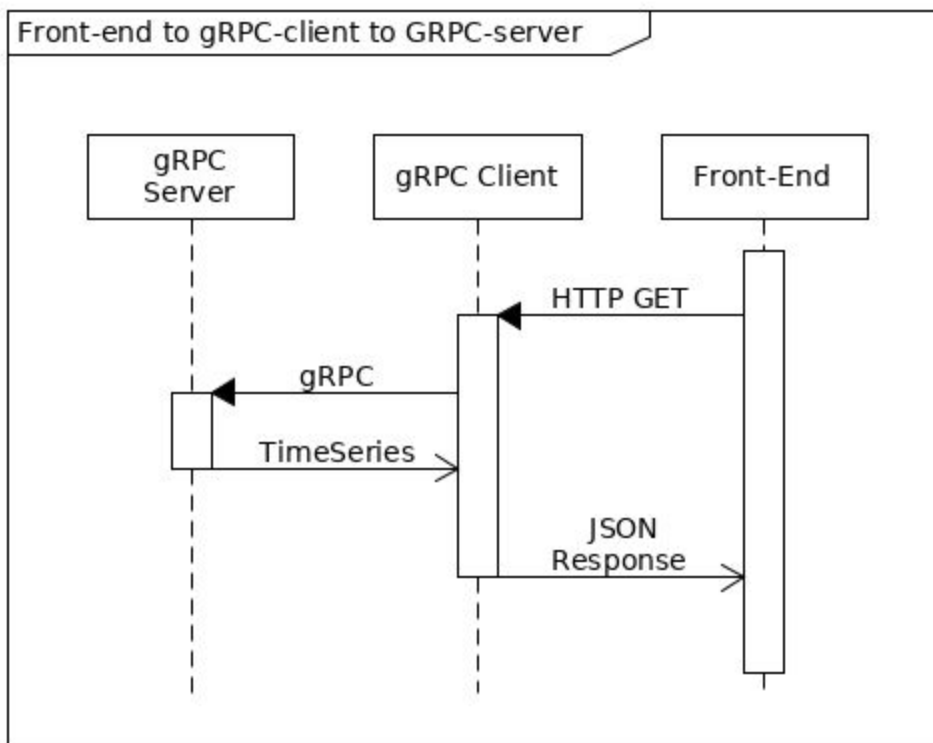 Front-end to gRPC-client to GRPC-server
gRPC
Server
gRPC Client
Front-End
HTTP GET
gRPC
TimeSeries
JSON
Response